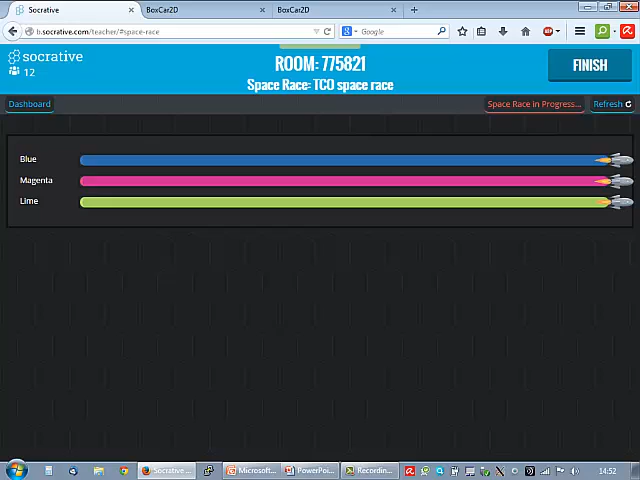 Socrative
BoxCar2D
BoxCar2D
b.socrative.com/teacher/#space-race
Google
socrative
12
ROOM: 775821
Space Race: TCO space race
FINISH
Dashboard
Space Race in Progress...
Refresh
Blue
Magenta
Lime
Socrative ...
Microsoft...
PowerPoi...
Recording...
14:52